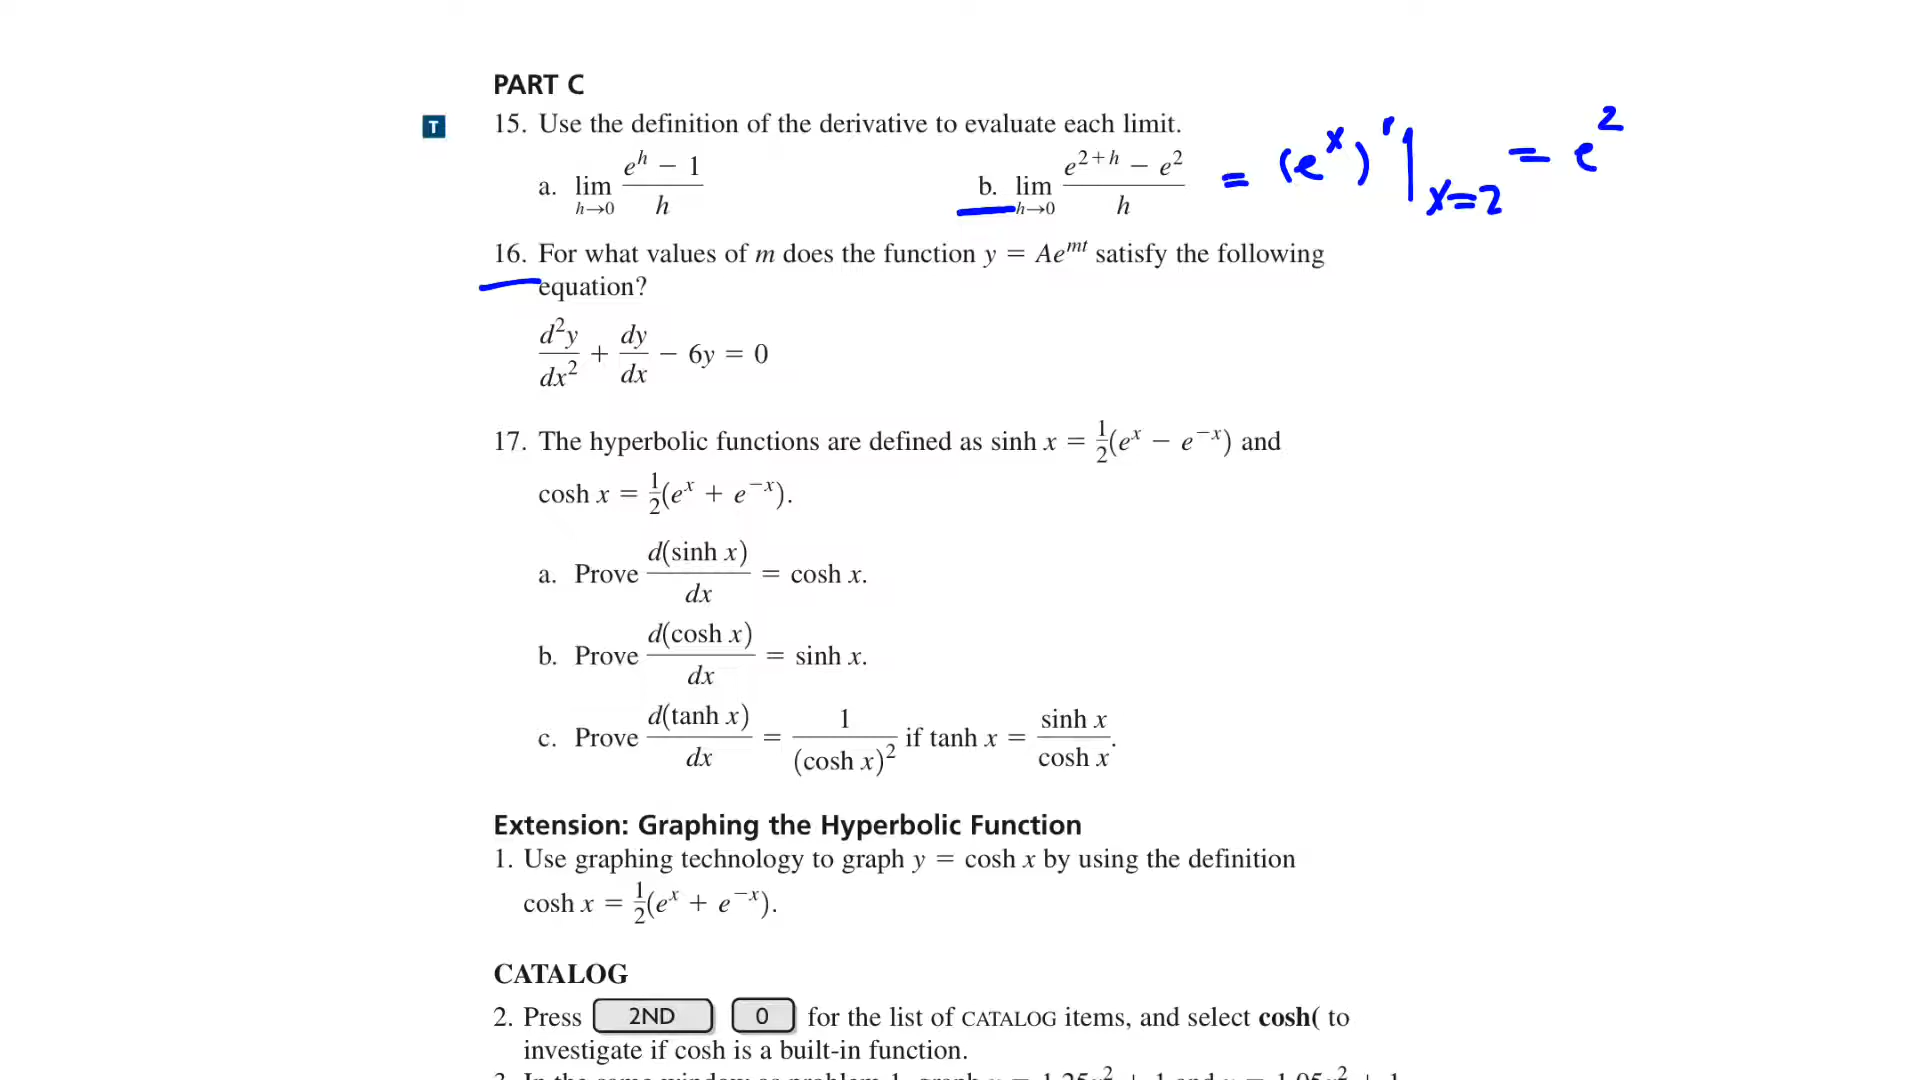 PART C
T 15. Use the definition of the derivative to evaluate each limit.
a. lim h→0 (e^h − 1)/h b. lim h→0 (e^(2+h) − e^2)/h = (e^x)' |x=2 = e^2
16. For what values of m does the function y = Ae^mt satisfy the following
equation?
d²y/dx² + dy/dx − 6y = 0
17. The hyperbolic functions are defined as sinh x = ½(e^x − e^−x) and
cosh x = ½(e^x + e^−x).
a. Prove d(sinh x)/dx = cosh x.
b. Prove d(cosh x)/dx = sinh x.
c. Prove d(tanh x)/dx = 1/(cosh x)² if tanh x = sinh x/cosh x.
Extension: Graphing the Hyperbolic Function
1. Use graphing technology to graph y = cosh x by using the definition
cosh x = ½(e^x + e^−x).
CATALOG
2. Press 2ND 0 for the list of CATALOG items, and select cosh( to
investigate if cosh is a built-in function.